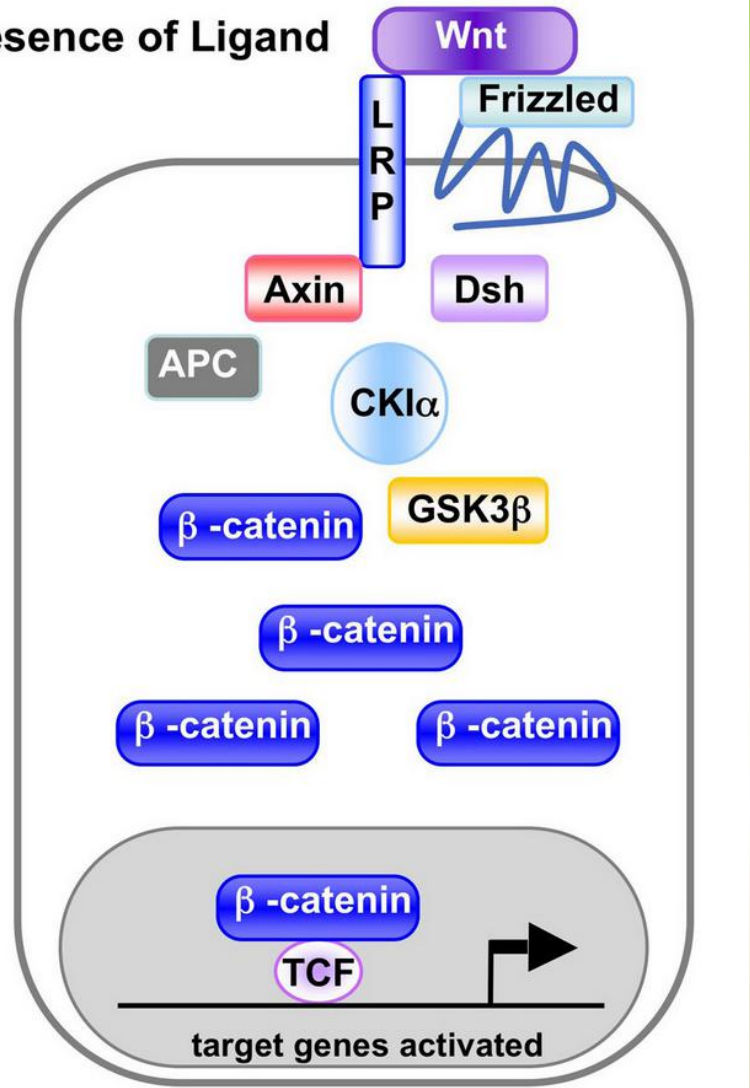 esence of Ligand
Wnt
Frizzled
L
R
P
Axin
Dsh
APC
CKIα
GSK3β
β -catenin
β -catenin
β -catenin
β -catenin
β -catenin
TCF
target genes activated